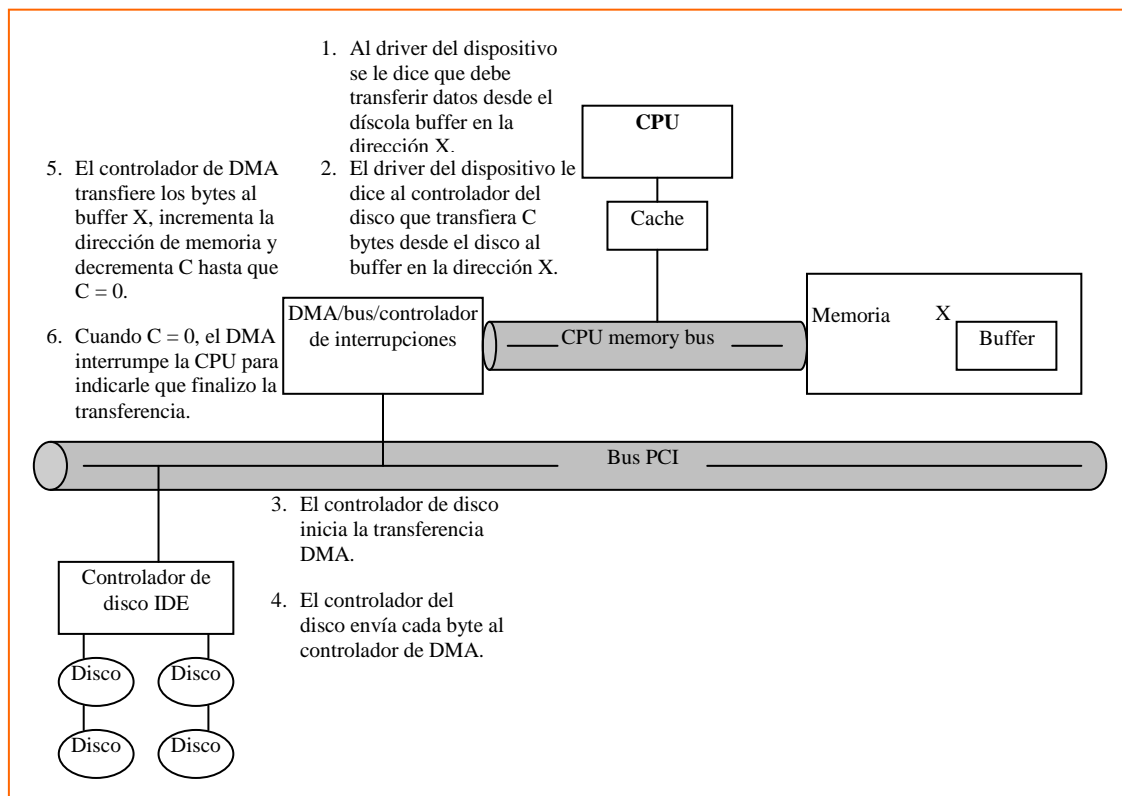 1. Al driver del dispositivo
se le dice que debe
transferir datos desde el
díscola buffer en la
dirección X.
2. El driver del dispositivo le
dice al controlador del
disco que transfiera C
bytes desde el disco al
buffer en la dirección X.
CPU
Cache
5. El controlador de DMA
transfiere los bytes al
buffer X, incrementa la
dirección de memoria y
decrementa C hasta que
C = 0.
6. Cuando C = 0, el DMA
interrumpe la CPU para
indicarle que finalizo la
transferencia.
DMA/bus/controlador
de interrupciones
CPU memory bus
Memoria X
Buffer
Bus PCI
3. El controlador de disco
inicia la transferencia
DMA.
4. El controlador del
disco envía cada byte al
controlador de DMA.
Controlador de
disco IDE
Disco Disco
Disco Disco